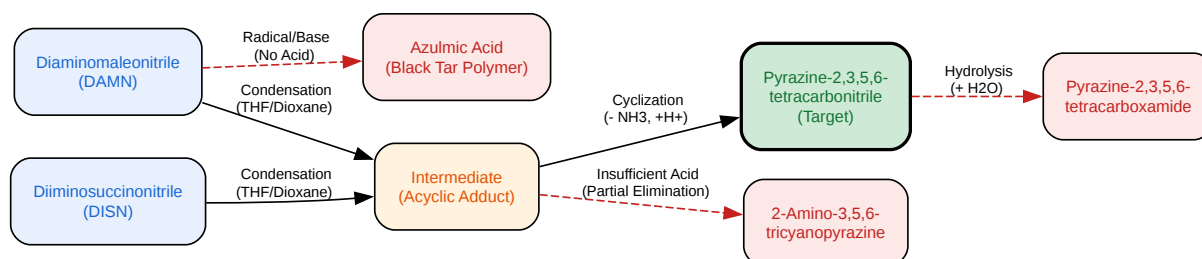 Diaminomaleonitrile
(DAMN)
Radical/Base
(No Acid)
Azulmic Acid
(Black Tar Polymer)
Condensation
(THF/Dioxane)
Diiminosuccinonitrile
(DISN)
Condensation
(THF/Dioxane)
Intermediate
(Acyclic Adduct)
Cyclization
(- NH3, +H+)
Pyrazine-2,3,5,6-
tetracarbonitrile
(Target)
Hydrolysis
(+ H2O)
Pyrazine-2,3,5,6-
tetracarboxamide
Insufficient Acid
(Partial Elimination)
2-Amino-3,5,6-
tricyanopyrazine